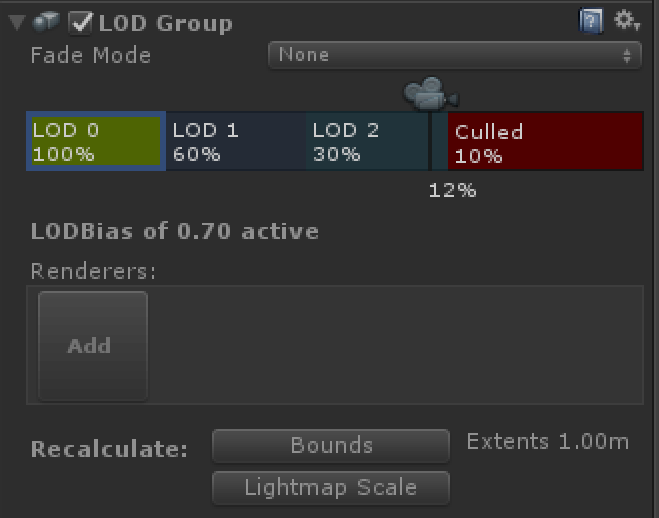 LOD Group
Fade Mode None
LOD 0 LOD 1 LOD 2 Culled
100% 60% 30% 10%
12%
LODBias of 0.70 active
Renderers:
Add
Recalculate: Bounds Extents 1.00m
Lightmap Scale